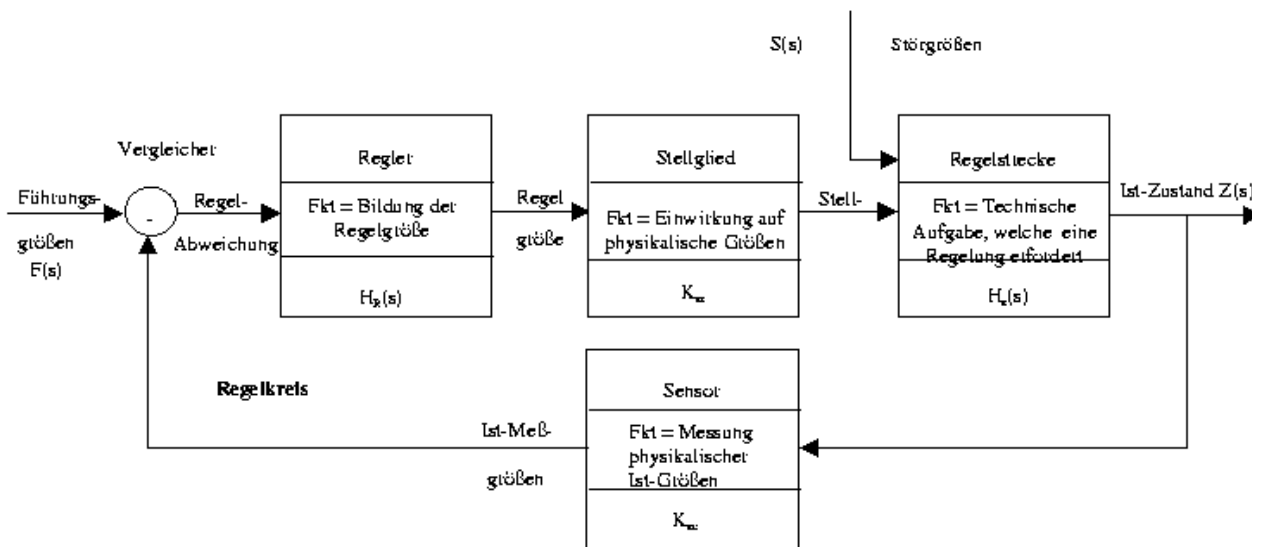 S(s) Störgrößen
Vergleicher
Führungs-
größen
F(s)
-
Regel-
Abweichung
Regler
Fkt = Bildung der
Regelgröße
H_R(s)
Regel
größe
Stellglied
Fkt = Einwirkung auf
physikalische Größen
Stell-
Regelstrecke
Fkt = Technische
Aufgabe, welche eine
Regelung erfordert
Ist-Zustand Z(s)
Regelkreis
Ist-Meß-
größen
Sensor
Fkt = Messung
physikalischer
Ist-Größen